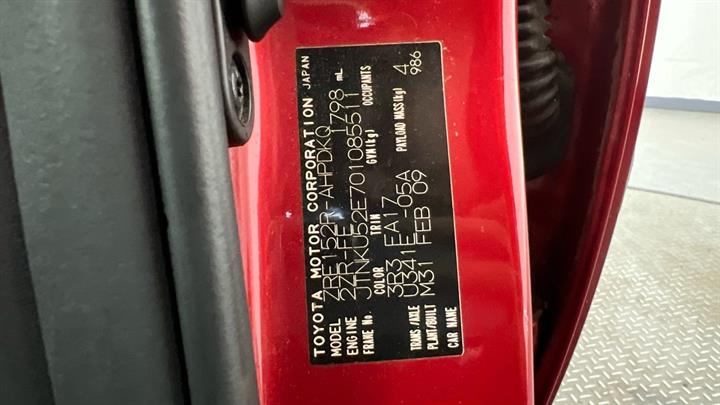 TOYOTA MOTOR CORPORATION JAPAN
MODEL ZRE152R-AHPDKQ
ENGINE 2ZR-FE 1798 mL
FRAME No. JTNKU52E701085511
GVM(kg) OCCUPANTS 4
COLOR TRIM PAYLOAD MASS(kg) 986
3R3 EA17
TRANS/AXLE U341E -05A
PLANT/BUILT M31 FEB 09
CAR NAME